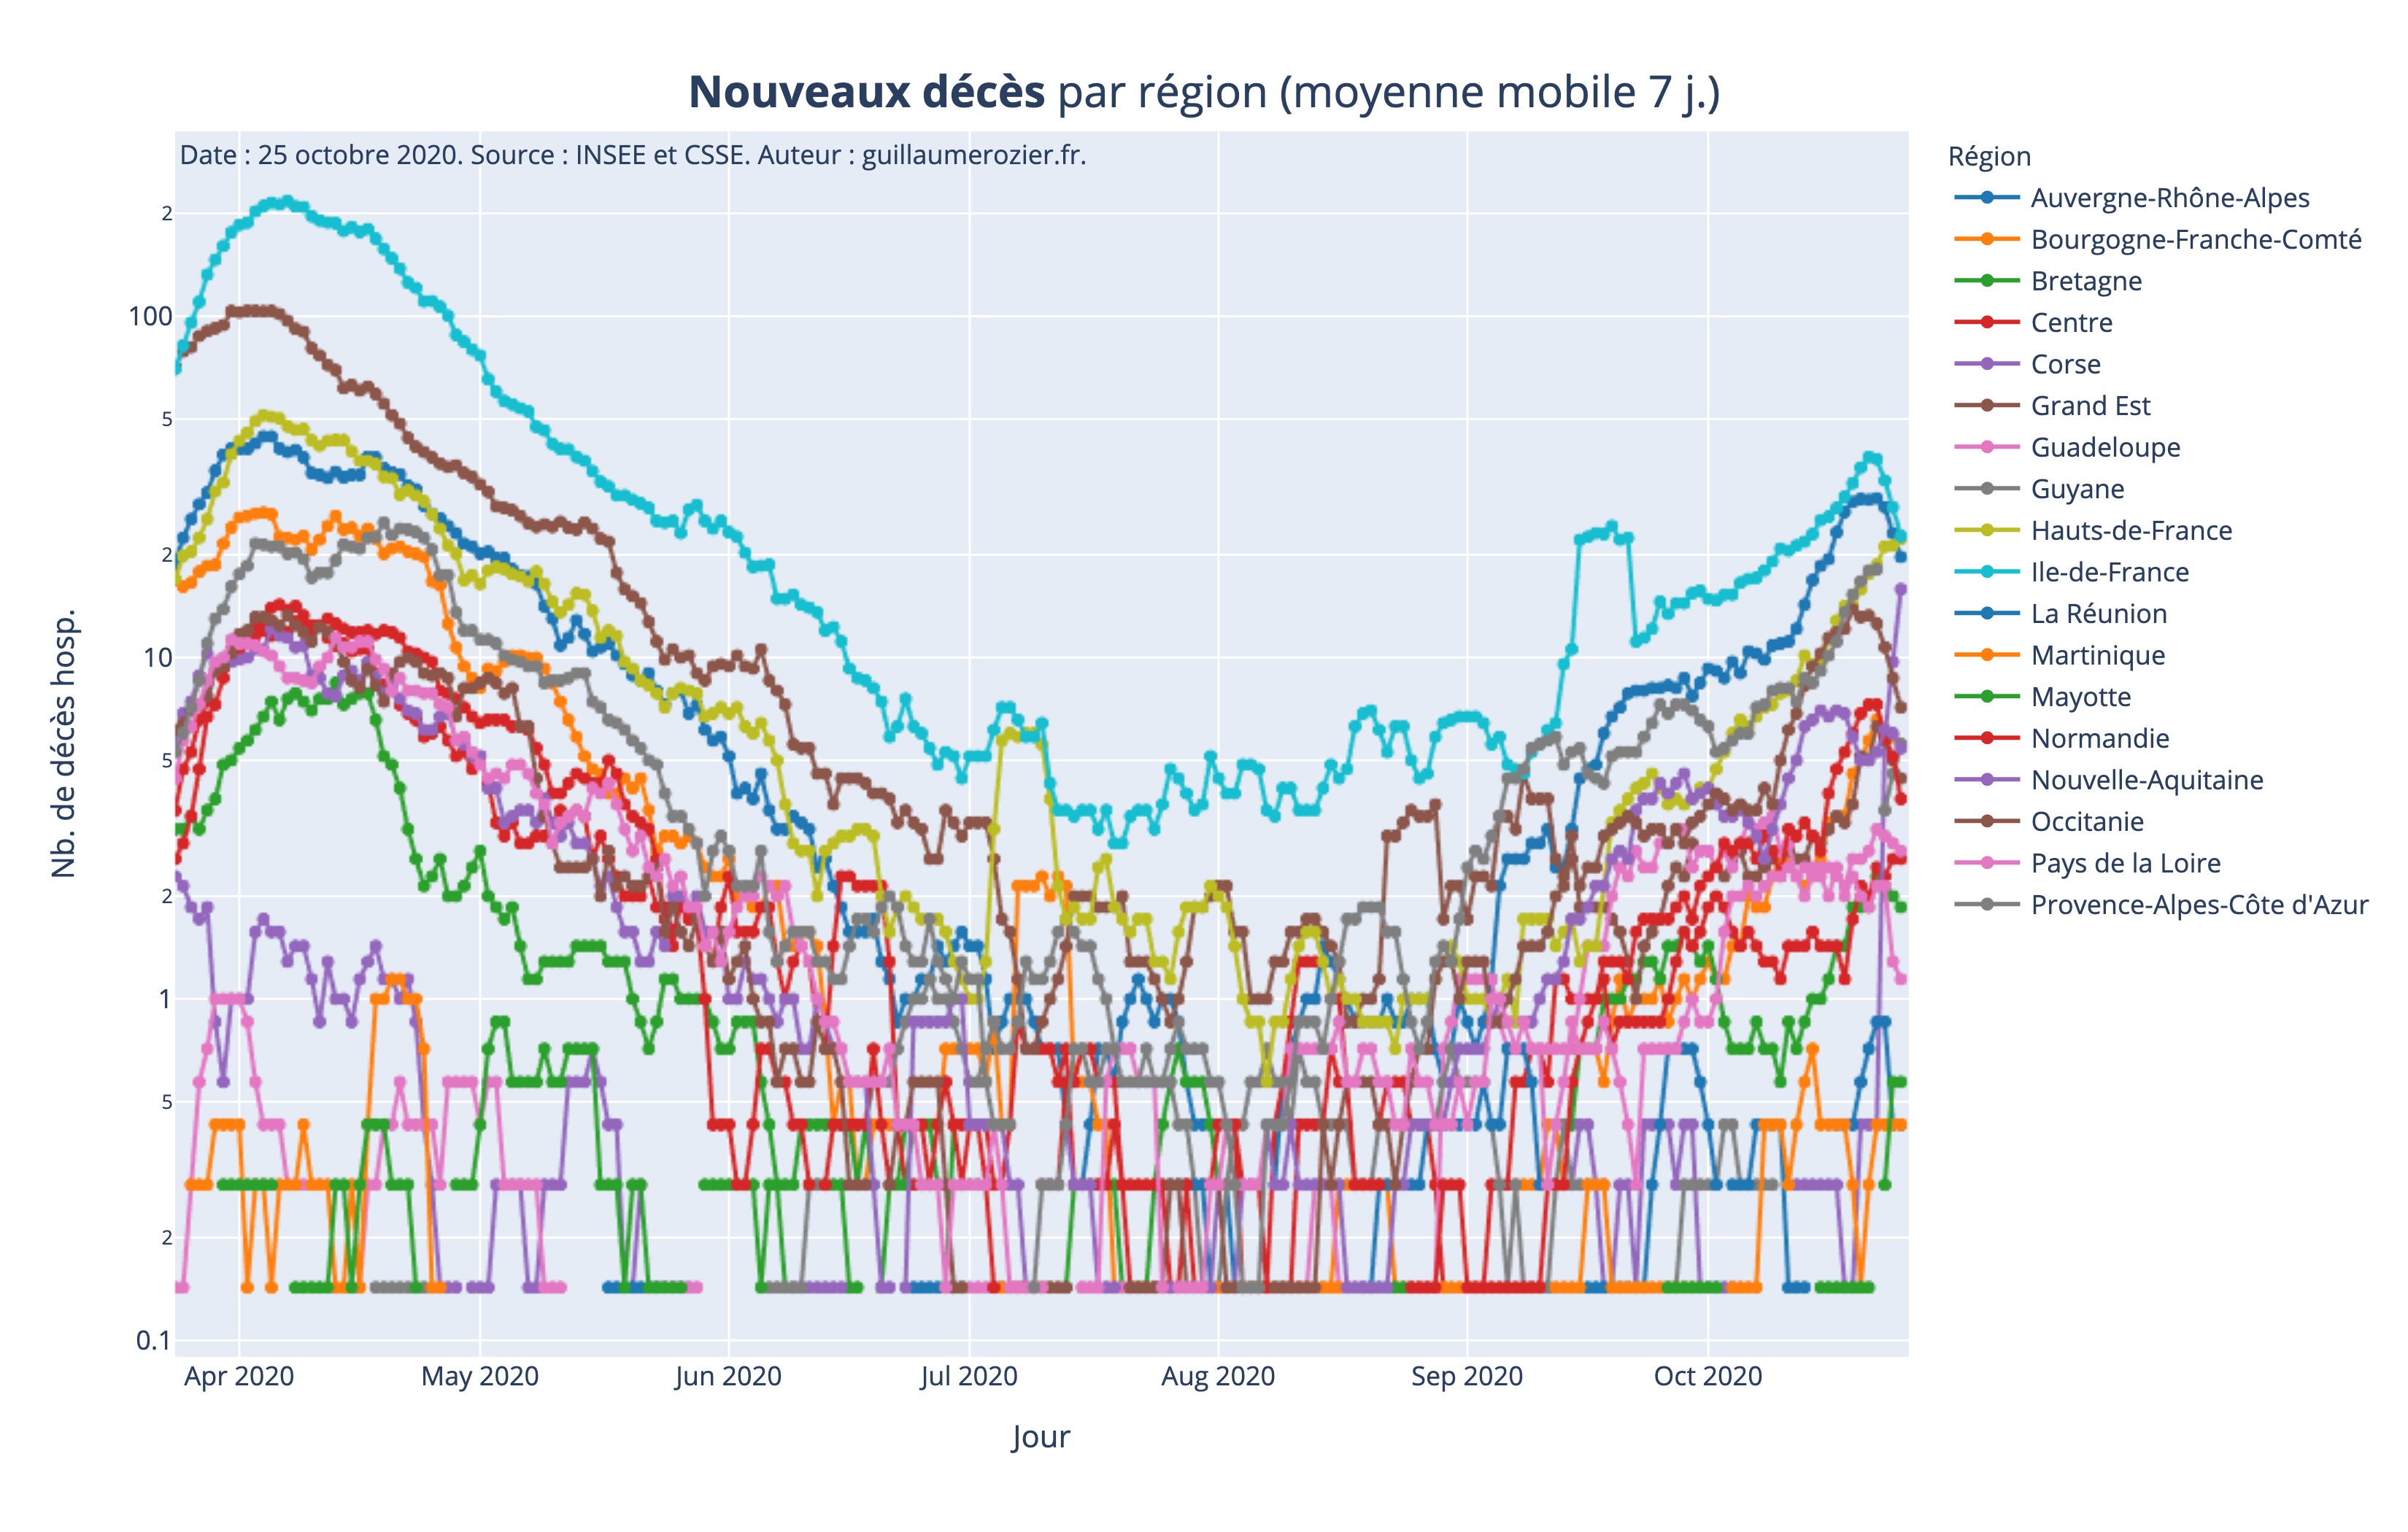 Nouveaux décès par région (moyenne mobile 7 j.)
Date : 25 octobre 2020. Source : INSEE et CSSE. Auteur : guillaumerozier.fr.
Nb. de décès hosp.
2
100
5
2
10
5
2
1
5
2
0.1
Apr 2020 May 2020 Jun 2020 Jul 2020 Aug 2020 Sep 2020 Oct 2020
Jour
Région
Auvergne-Rhône-Alpes
Bourgogne-Franche-Comté
Bretagne
Centre
Corse
Grand Est
Guadeloupe
Guyane
Hauts-de-France
Ile-de-France
La Réunion
Martinique
Mayotte
Normandie
Nouvelle-Aquitaine
Occitanie
Pays de la Loire
Provence-Alpes-Côte d'Azur